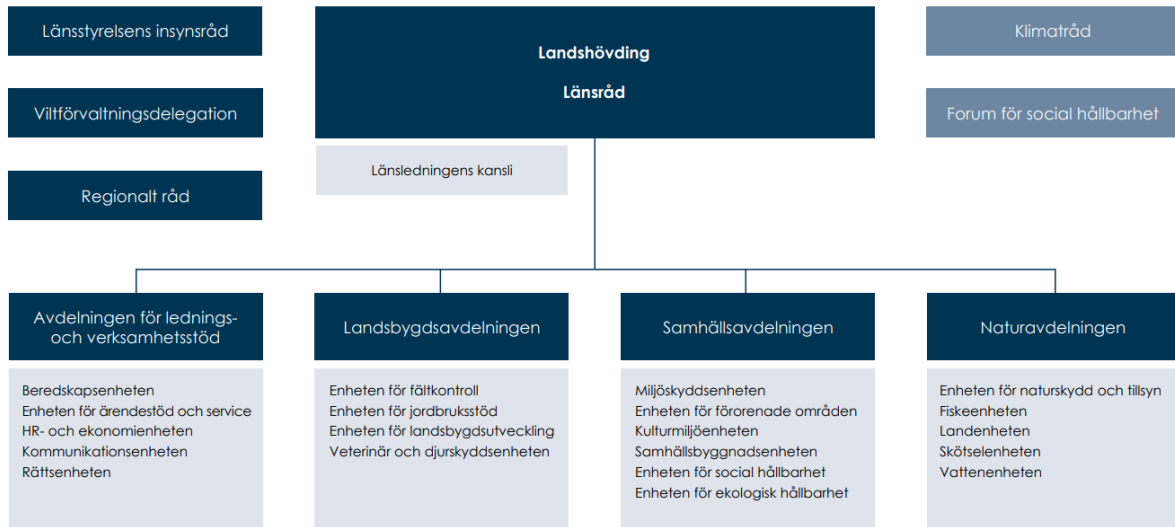 Länsstyrelsens insynsråd
Viltförvaltningsdelegation
Regionalt råd
Landshövding
Länsråd
Länsledningens kansli
Klimatråd
Forum för social hållbarhet
Avdelningen för lednings-
och verksamhetsstöd
Beredskapsenheten
Enheten för ärendestöd och service
HR- och ekonomienheten
Kommunikationsenheten
Rättsenheten
Landsbygdsavdelningen
Enheten för fältkontroll
Enheten för jordbruksstöd
Enheten för landsbygdsutveckling
Veterinär och djurskyddsenheten
Samhällsavdelningen
Miljöskyddsenheten
Enheten för förorenade områden
Kulturmiljöenheten
Samhällsbyggnadsenheten
Enheten för social hållbarhet
Enheten för ekologisk hållbarhet
Naturavdelningen
Enheten för naturskydd och tillsyn
Fiskeenheten
Landenheten
Skötselenheten
Vattenenheten